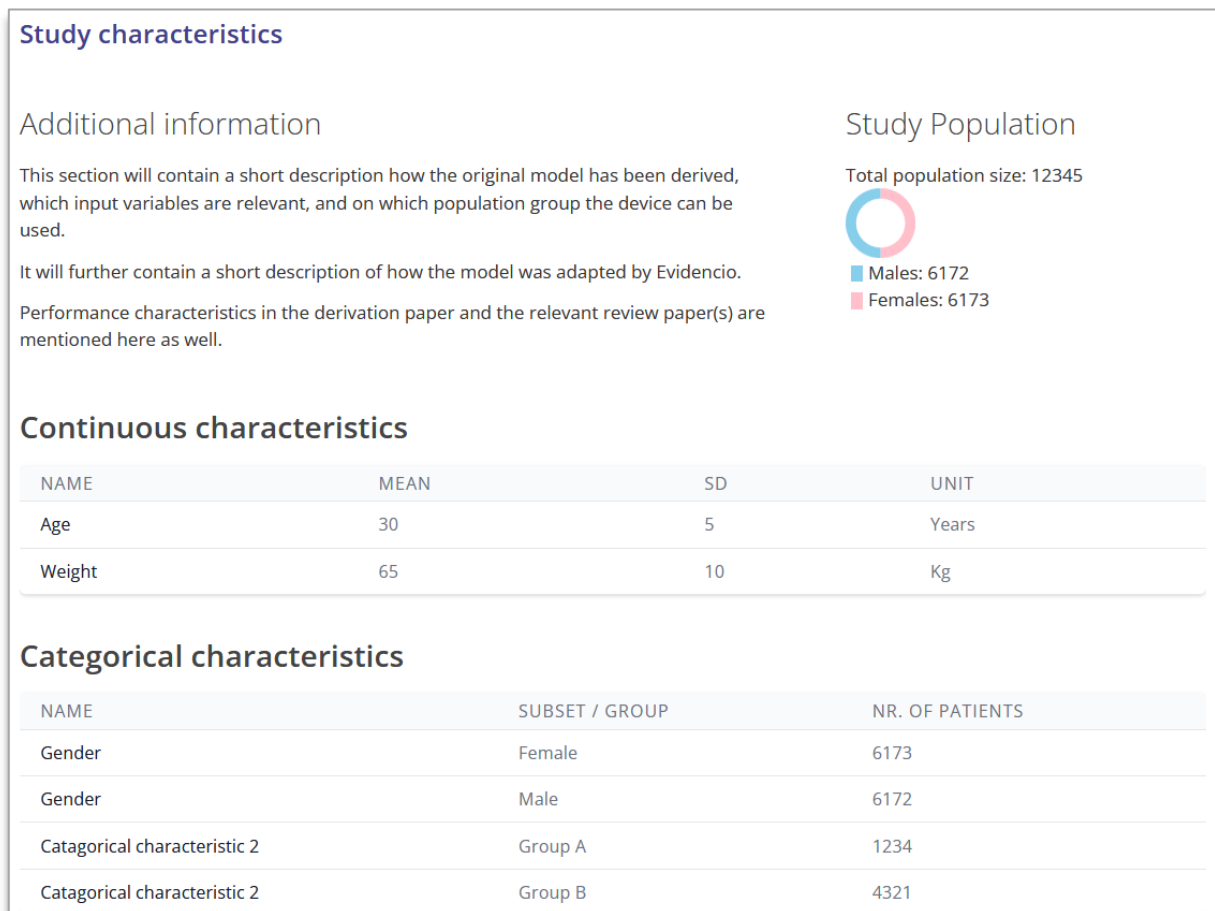 Study characteristics
Additional information
This section will contain a short description how the original model has been derived,
which input variables are relevant, and on which population group the device can be
used.
It will further contain a short description of how the model was adapted by Evidencio.
Performance characteristics in the derivation paper and the relevant review paper(s) are
mentioned here as well.
Study Population
Total population size: 12345
Males: 6172
Females: 6173
Continuous characteristics
NAME MEAN SD UNIT
Age 30 5 Years
Weight 65 10 Kg
Categorical characteristics
NAME SUBSET / GROUP NR. OF PATIENTS
Gender Female 6173
Gender Male 6172
Catagorical characteristic 2 Group A 1234
Catagorical characteristic 2 Group B 4321